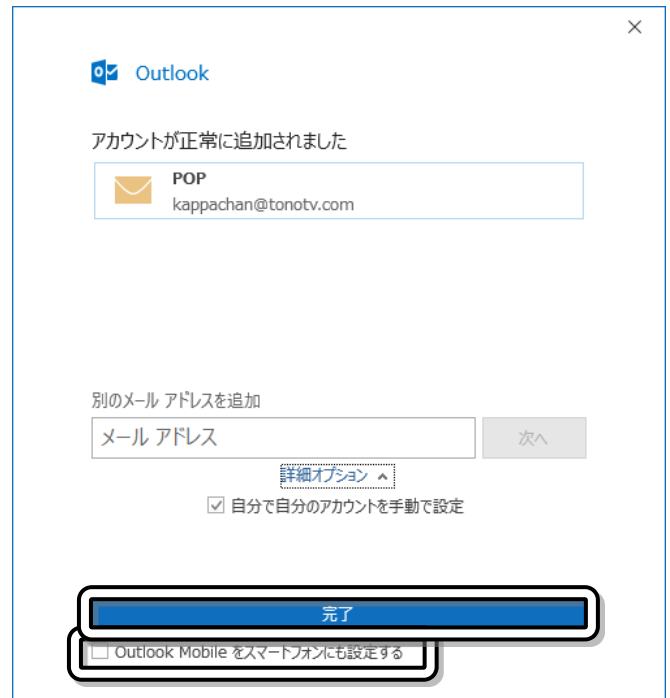 Outlook
アカウントが正常に追加されました
POP
kappachan@tonotv.com
別のメール アドレスを追加
メール アドレス
次へ
詳細オプション
自分で自分のアカウントを手動で設定
完了
Outlook Mobile をスマートフォンにも設定する